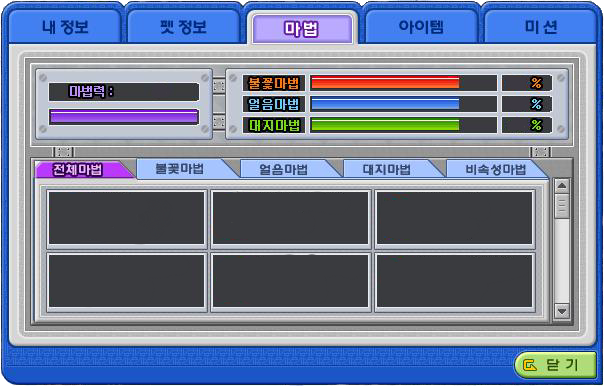 내 정보 펫 정보 마법 아이템 미션
마법력 :
불꽃마법 %
얼음마법 %
대지마법 %
전체마법 불꽃마법 얼음마법 대지마법 비속성마법
닫 기